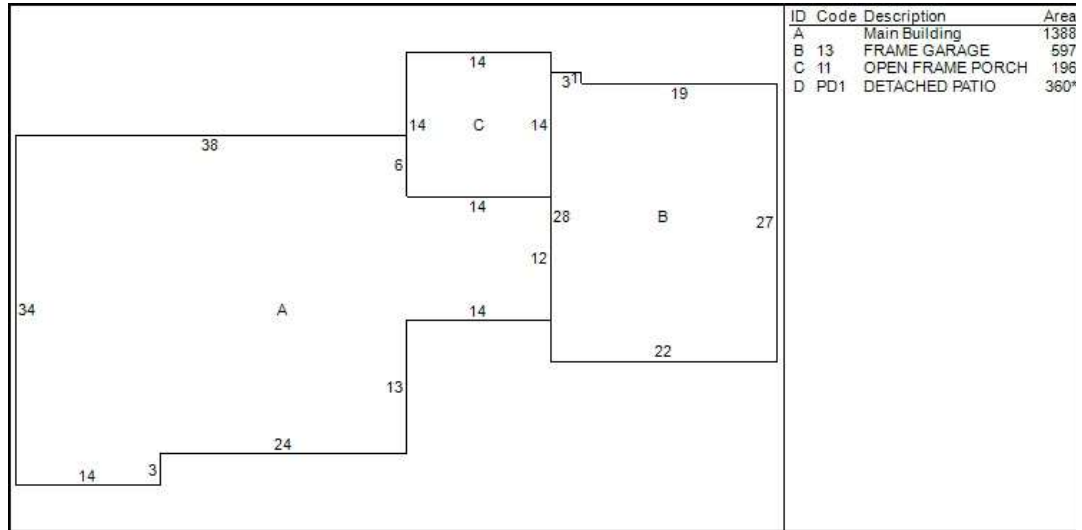 ID Code Description Area
A Main Building 1388
B 13 FRAME GARAGE 597
C 11 OPEN FRAME PORCH 196
D PD1 DETACHED PATIO 360*
14
3 1
19
14 C 14
38
6
14
28 B 27
12
34 A 14
22
13
24
14 3